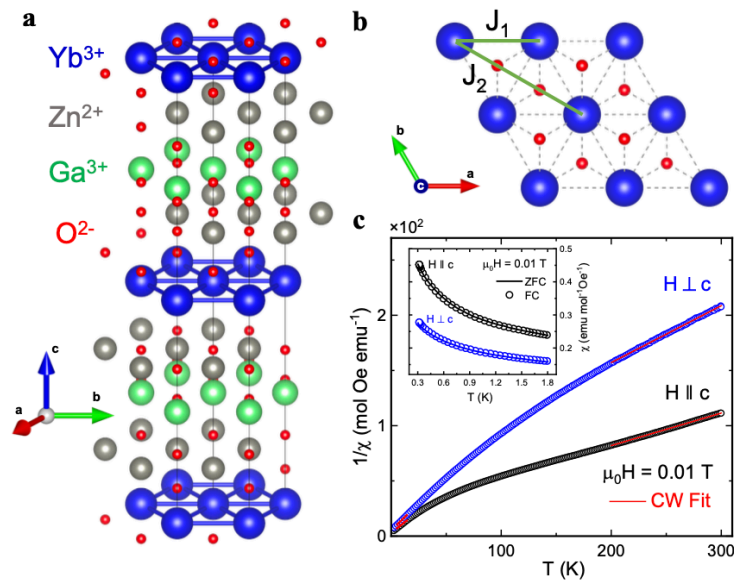 a
Yb³⁺
Zn²⁺
Ga³⁺
O²⁻
c
a
b
b
J₁
J₂
b
c
a
c
×10²
1/χ (mol Oe emu⁻¹)
2
1
0
0
100
200
300
T (K)
H ⊥ c
H ∥ c
μ₀H = 0.01 T
CW Fit
H ∥ c
μ₀H = 0.01 T
ZFC
FC
H ⊥ c
0.5
0.4
0.3
0.2
χ (emu mol⁻¹Oe⁻¹)
0.3 0.6 0.9 1.2 1.5 1.8
T (K)